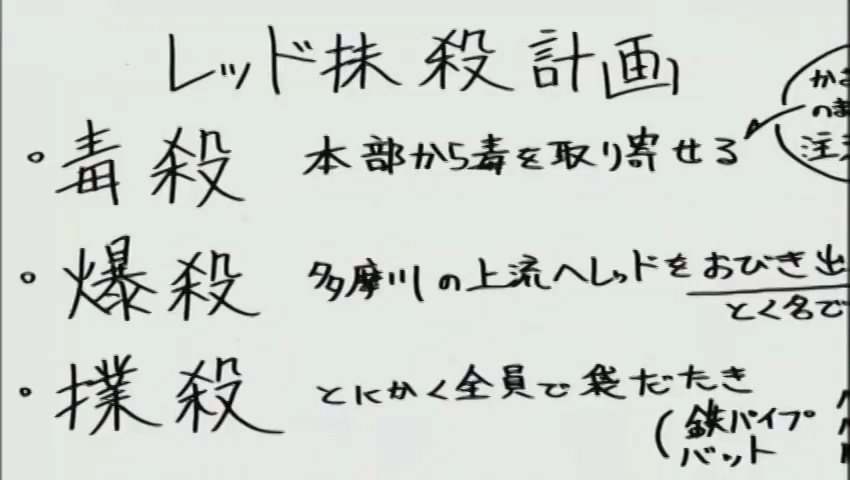 レッド抹殺計画
・毒殺 本部から毒を取り寄せる
注
・爆殺 多摩川の上流へレッドをおびき出
とく名で
・撲殺 とにかく全員で袋だたき
(鉄パイプ
バット